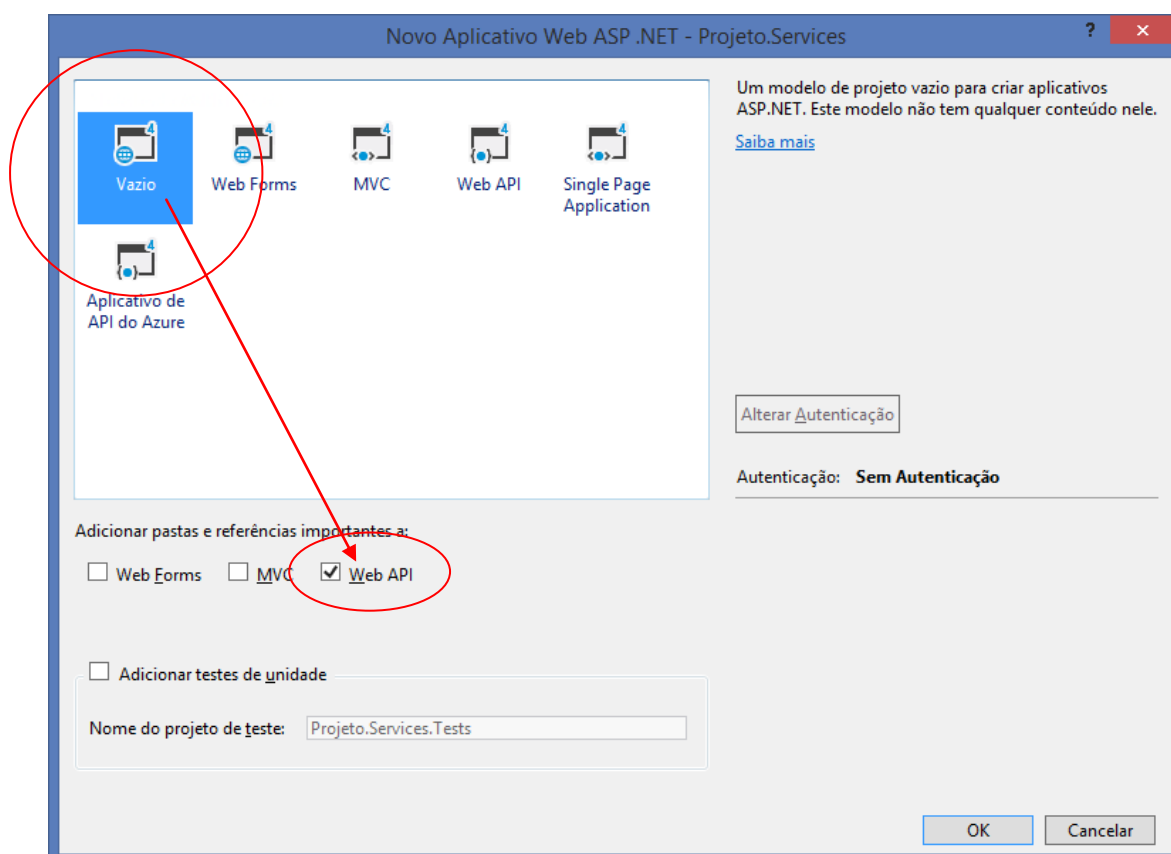 Novo Aplicativo Web ASP .NET - Projeto.Services
?
Vazio
Web Forms
MVC
Web API
Single Page
Application
Aplicativo de
API do Azure
Um modelo de projeto vazio para criar aplicativos
ASP.NET. Este modelo não tem qualquer conteúdo nele.
Saiba mais
Alterar Autenticação
Autenticação: Sem Autenticação
Adicionar pastas e referências importantes a:
Web Forms MVC Web API
Adicionar testes de unidade
Nome do projeto de teste: Projeto.Services.Tests
OK Cancelar